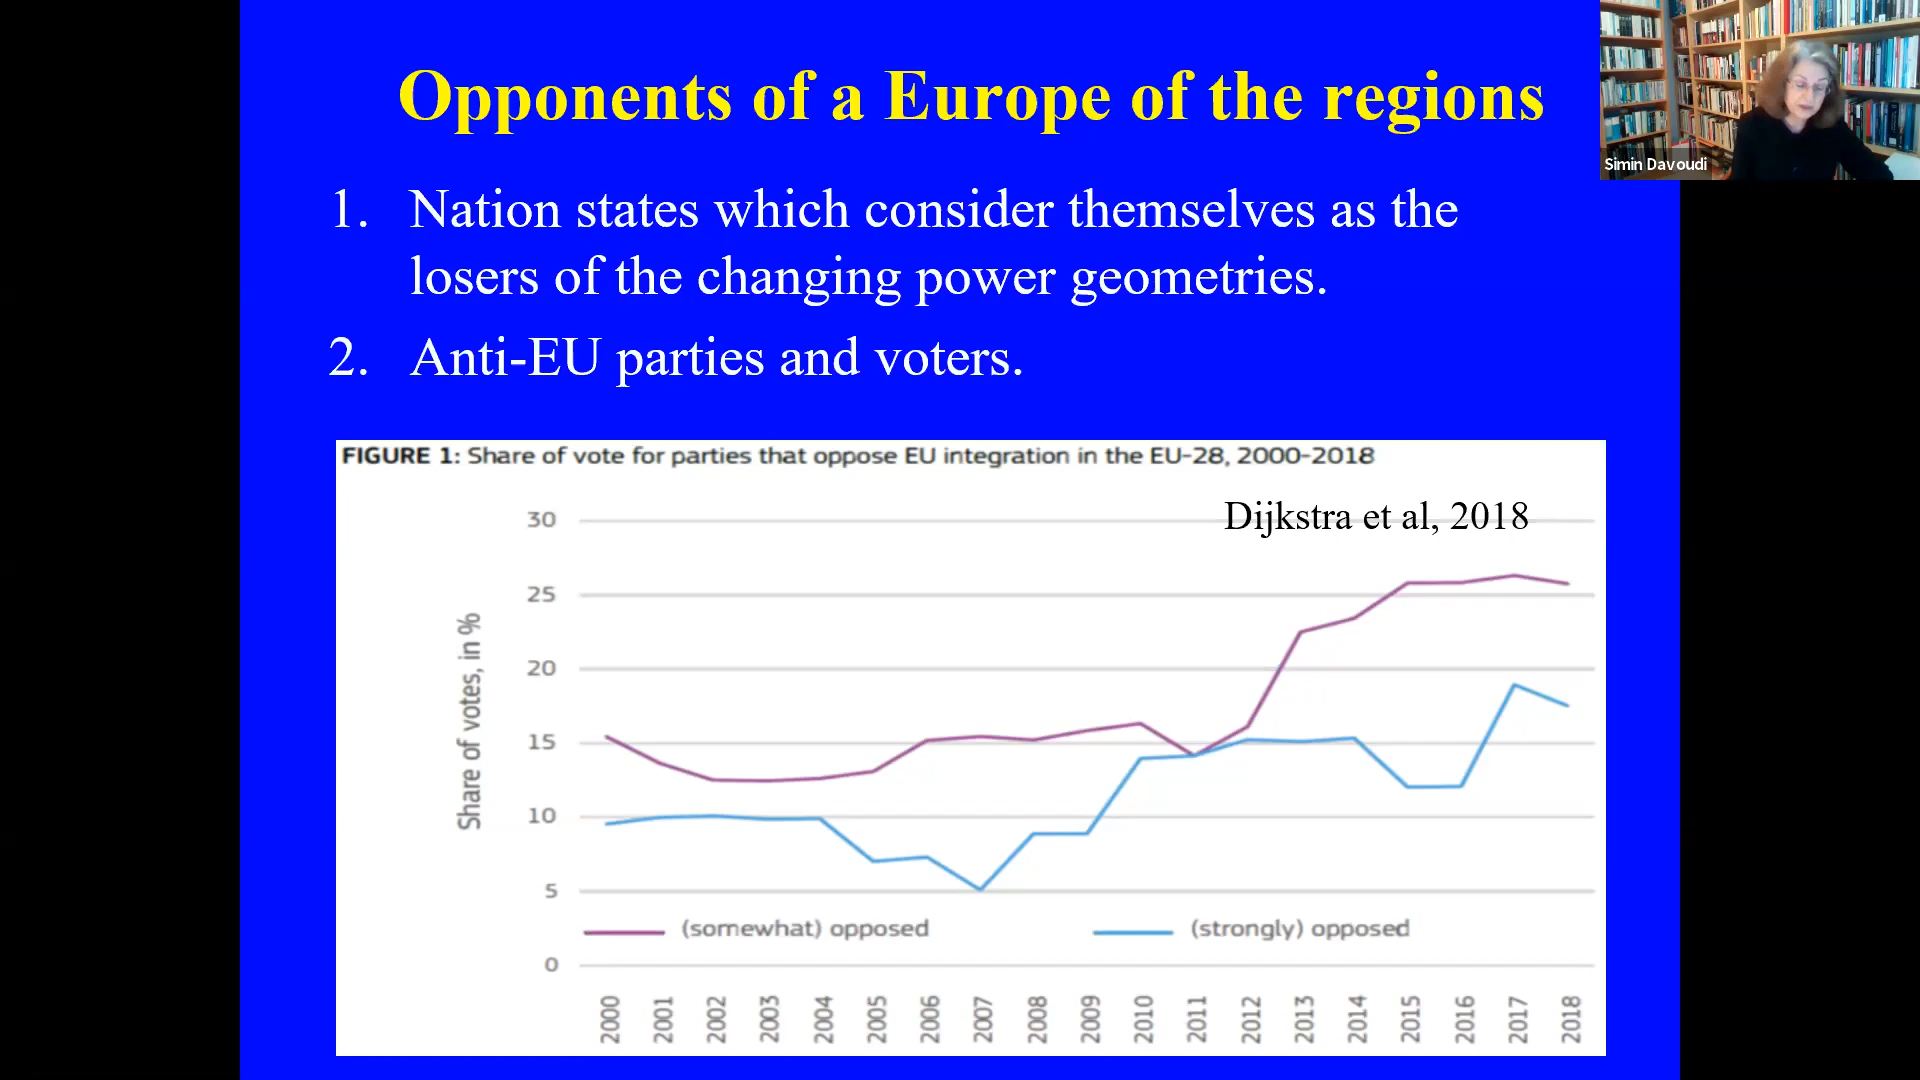 Opponents of a Europe of the regions
Simin Davoudi
1. Nation states which consider themselves as the
losers of the changing power geometries.
2. Anti-EU parties and voters.
FIGURE 1: Share of vote for parties that oppose EU integration in the EU-28, 2000-2018
Dijkstra et al, 2018
30
25
20
15
10
5
0
Share of votes, in %
(somewhat) opposed
(strongly) opposed
2000 2001 2002 2003 2004 2005 2006 2007 2008 2009 2010 2011 2012 2013 2014 2015 2016 2017 2018